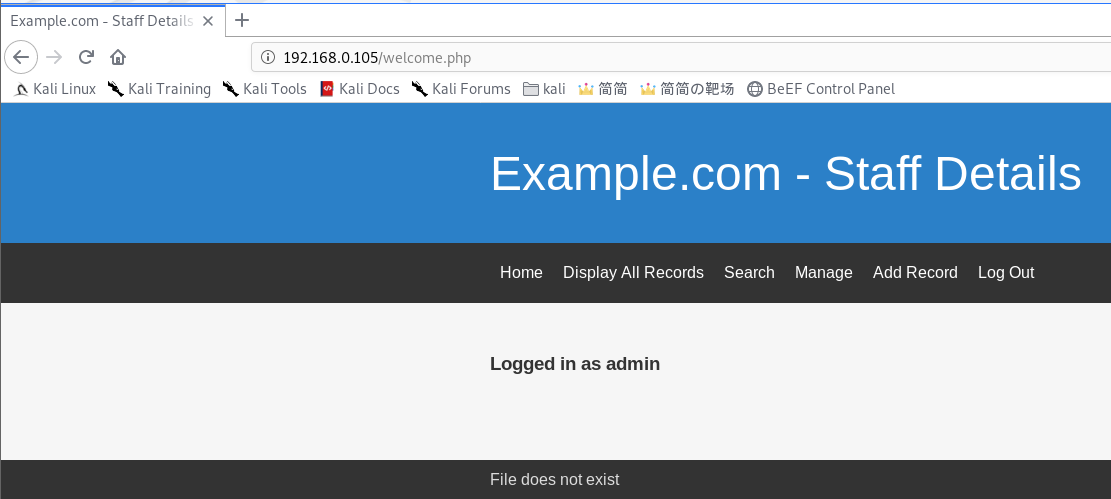 Example.com - Staff Details
192.168.0.105/welcome.php
Kali Linux Kali Training Kali Tools Kali Docs Kali Forums kali 简简 简简の靶场 BeEF Control Panel
Example.com - Staff Details
Home Display All Records Search Manage Add Record Log Out
Logged in as admin
File does not exist